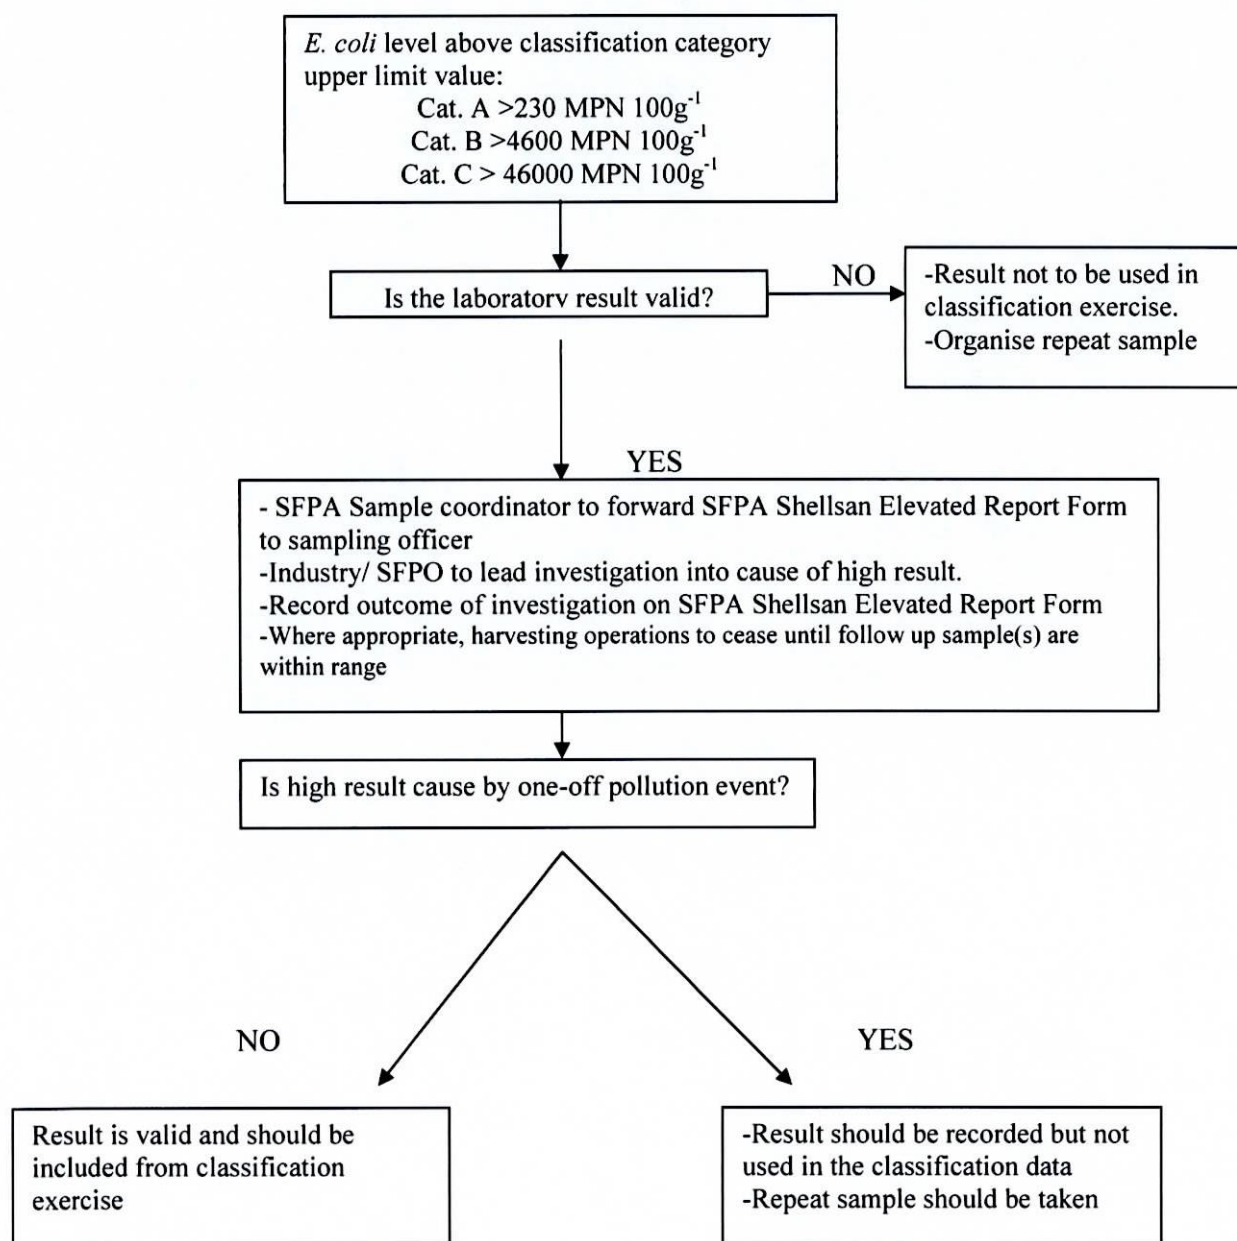 E. coli level above classification category
upper limit value:
Cat. A >230 MPN 100g⁻¹
Cat. B >4600 MPN 100g⁻¹
Cat. C > 46000 MPN 100g⁻¹
Is the laboratory result valid?
NO
-Result not to be used in
classification exercise.
-Organise repeat sample
YES
- SFPA Sample coordinator to forward SFPA Shellsan Elevated Report Form
to sampling officer
-Industry/ SFPO to lead investigation into cause of high result.
-Record outcome of investigation on SFPA Shellsan Elevated Report Form
-Where appropriate, harvesting operations to cease until follow up sample(s) are
within range
Is high result cause by one-off pollution event?
NO
YES
Result is valid and should be
included from classification
exercise
-Result should be recorded but not
used in the classification data
-Repeat sample should be taken